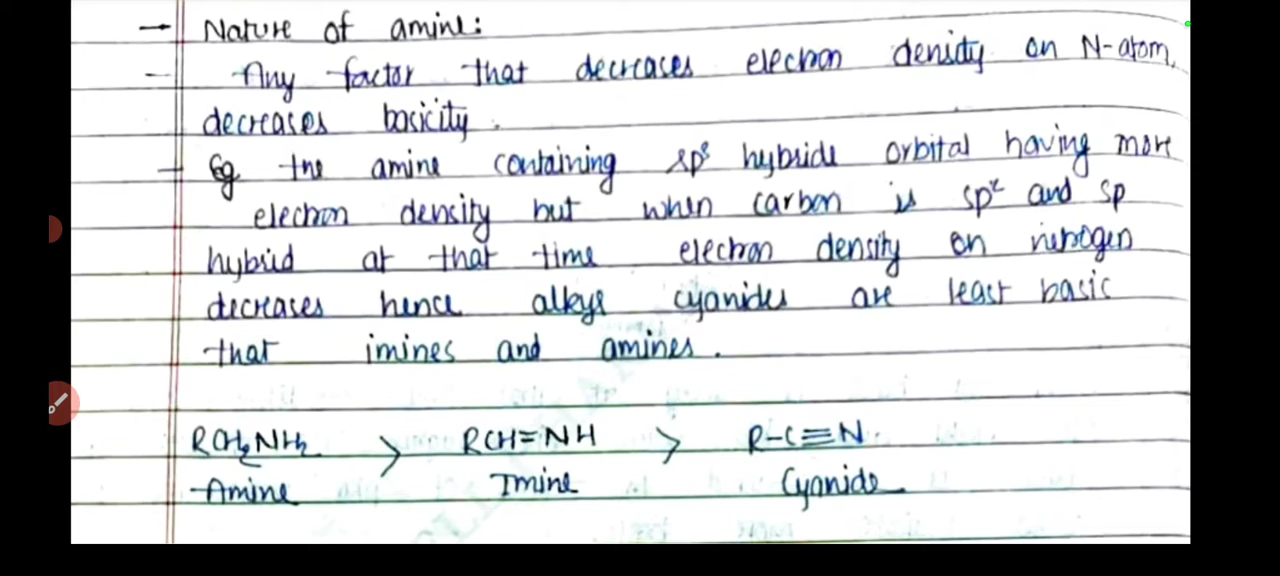 → Nature of amine:
– Any factor that decreases electron density on N-atom,
decreases basicity.
→ Eg the amine containing sp³ hybride orbital having more
electron density but when carbon is sp² and sp
hybrid at that time electron density on nitrogen
decreases hence alkyl cyanides are least basic
that imines and amines.
RCH₂NH₂ > RCH=NH > R–C≡N
Amine Imine Cyanide